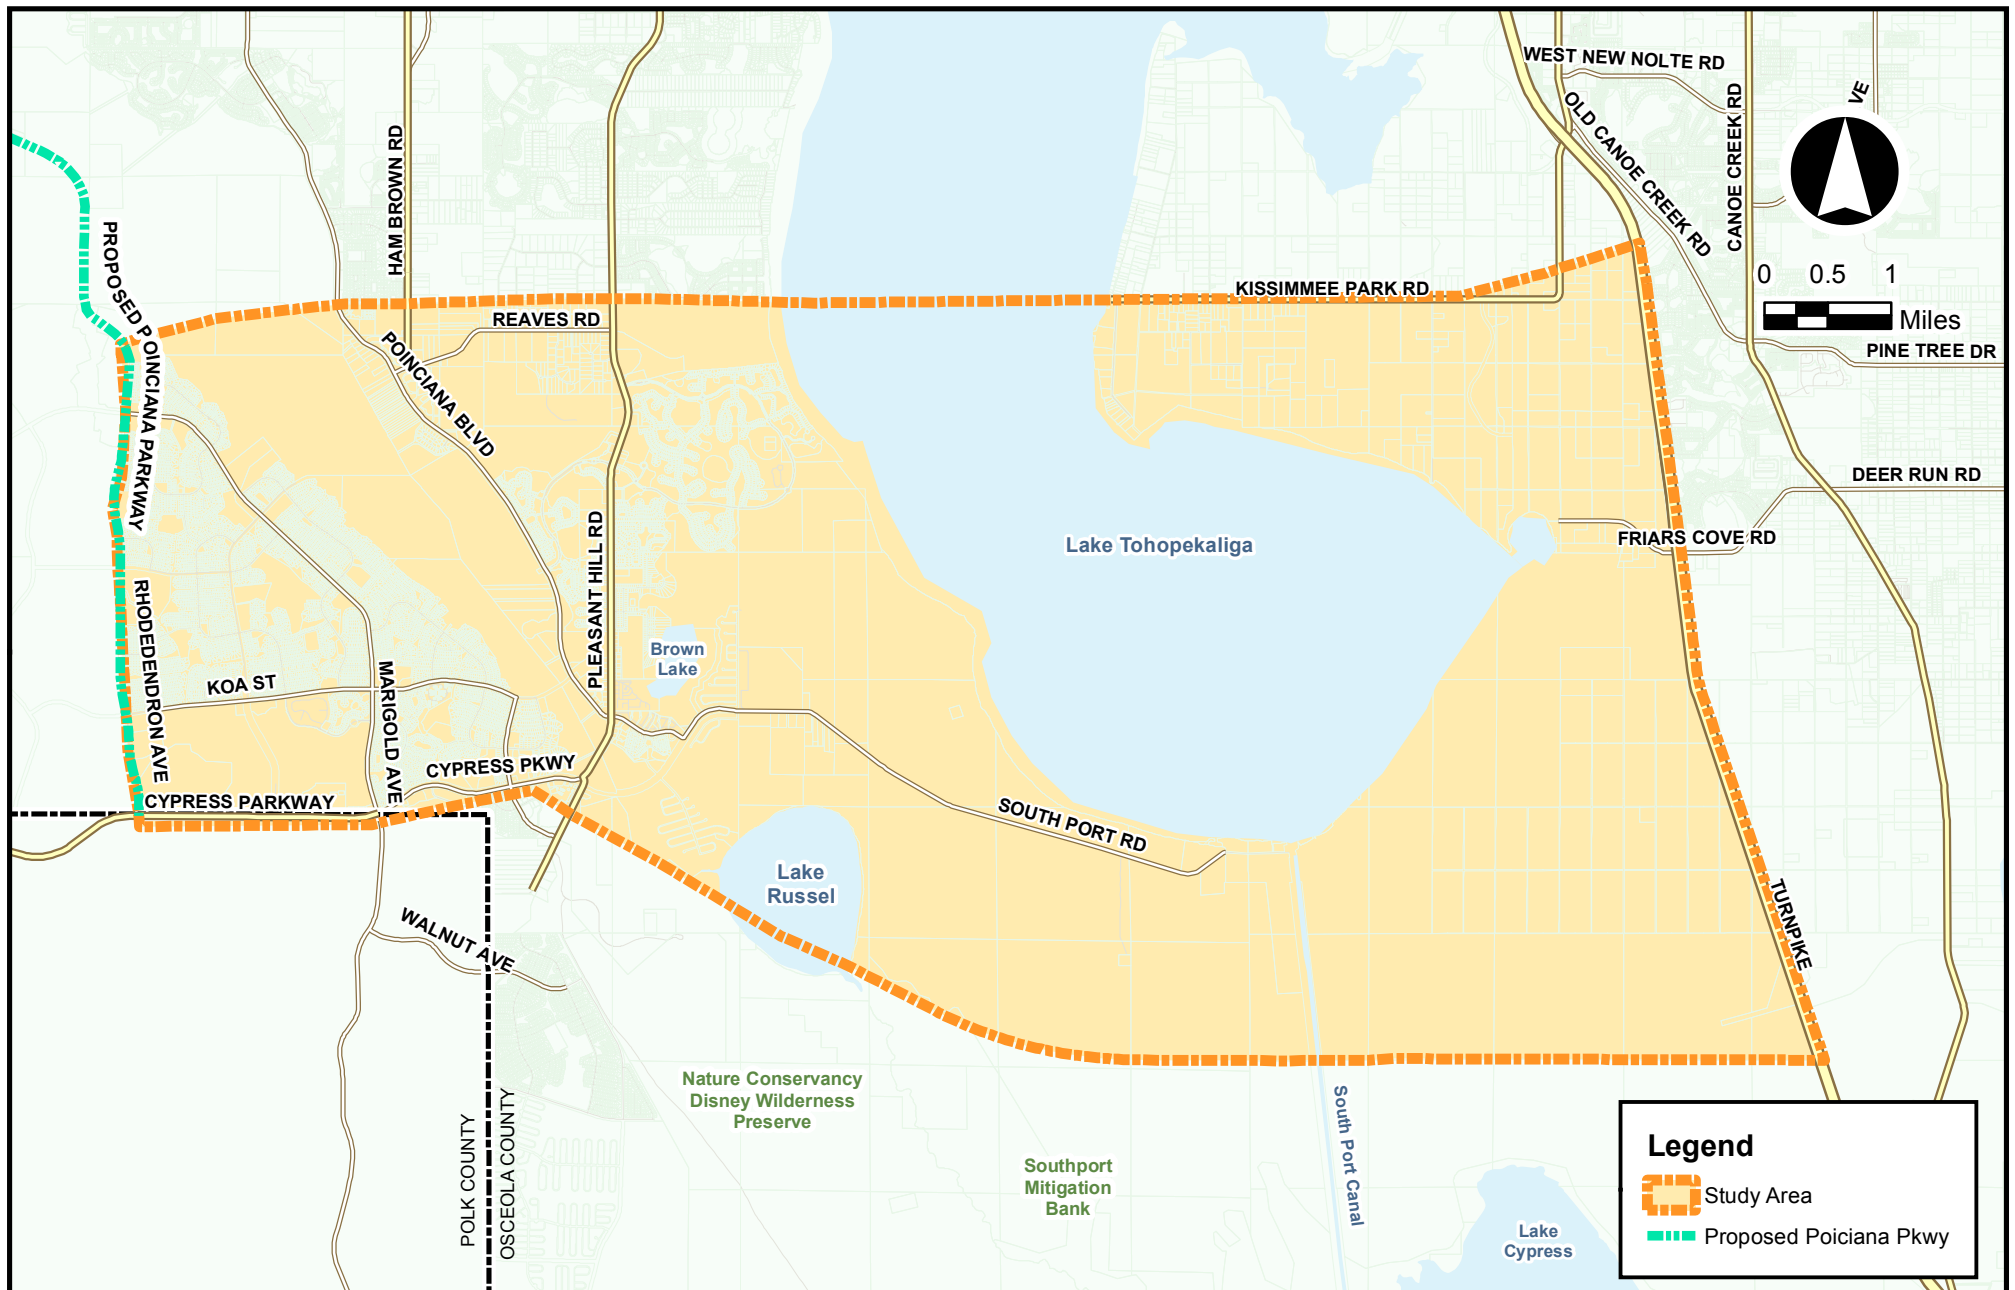 WEST NEW NOLTE RD
VE
OLD CANOE CREEK RD
CANOE CREEK RD
HAM BROWN RD
PROPOSED POINCIANA PARKWAY
0 0.5 1
Miles
KISSIMMEE PARK RD
REAVES RD
POINCIANA BLVD
PINE TREE DR
DEER RUN RD
FRIARS COVE RD
Lake Tohopekaliga
PLEASANT HILL RD
RHODEDENDRON AVE
Brown
Lake
KOA ST
MARIGOLD AVE
CYPRESS PKWY
CYPRESS PARKWAY
SOUTH PORT RD
Lake
Russel
WALNUT AVE
TURNPIKE
Nature Conservancy
Disney Wilderness
Preserve
POLK COUNTY
OSCEOLA COUNTY
Southport
Mitigation
Bank
South Port Canal
Lake
Cypress
Legend
Study Area
Proposed Poiciana Pkwy